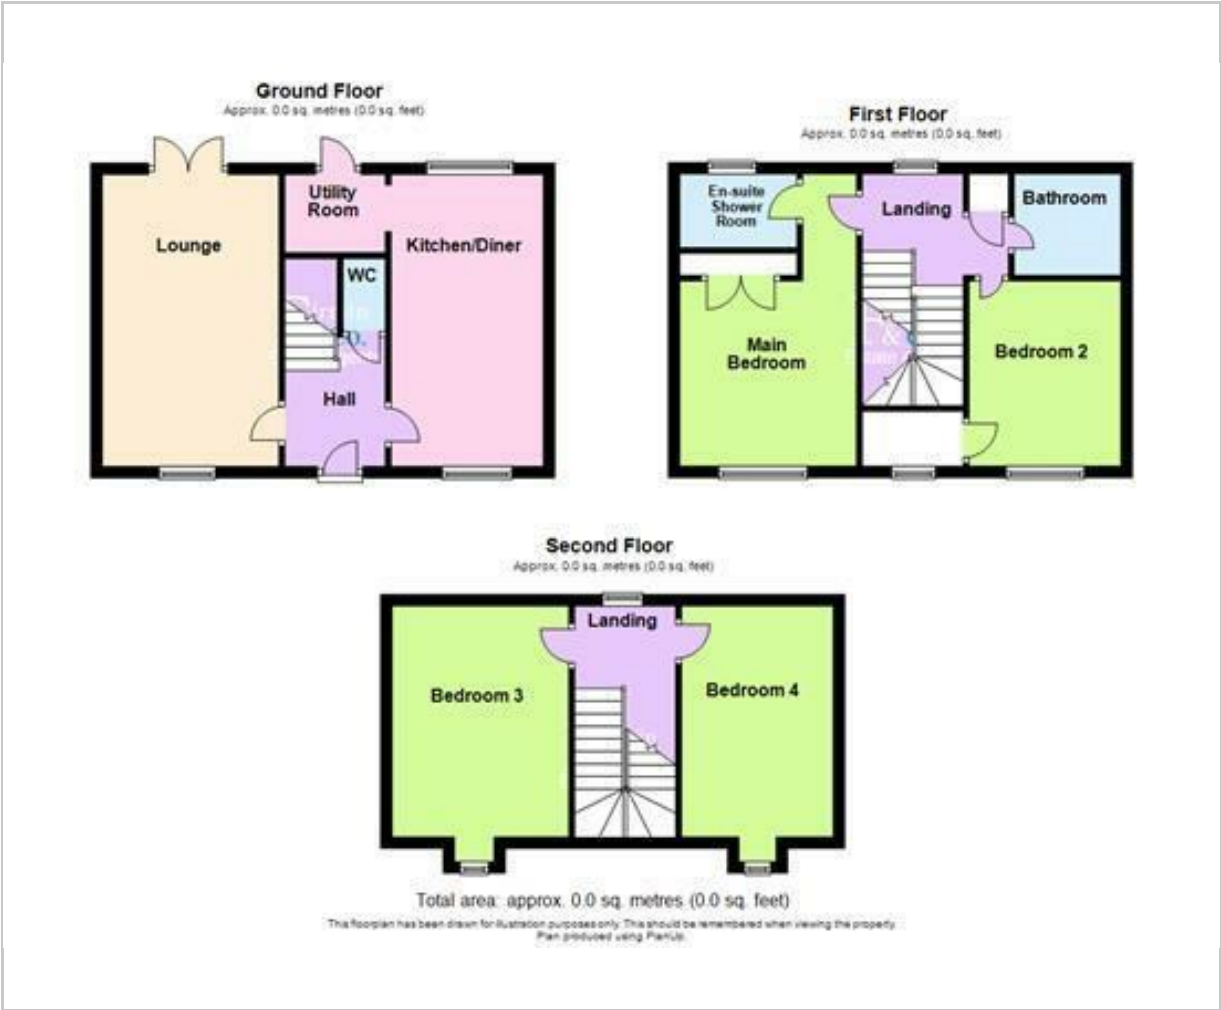 Ground Floor
Approx. 0.0 sq. metres (0.0 sq. feet)
Lounge
Utility
Room
Kitchen/Diner
WC
Hall
First Floor
Approx. 0.0 sq. metres (0.0 sq. feet)
En-suite
Shower
Room
Landing
Bathroom
Main
Bedroom
Bedroom 2
Second Floor
Approx. 0.0 sq. metres (0.0 sq. feet)
Landing
Bedroom 3
Bedroom 4
Total area: approx. 0.0 sq. metres (0.0 sq. feet)
This floorplan has been drawn for illustration purposes only. This should be remembered when viewing the property.
Plan produced using PlanUp.